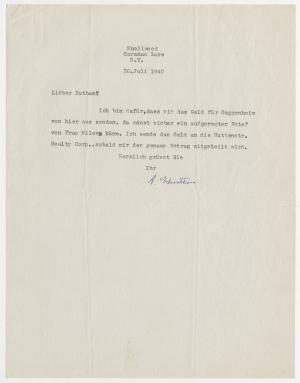 Knollwood
Saranac Lake
N.Y.
30.Juli 1940
Lieber Nathan:
Ich bin dafür, dass wir das Geld für Guggenheim
von hier aus senden, da sonst sicher ein aufgeregter Brief
von Frau Mileva käme. Ich sende das Geld an die Huttenstr.
Realty Corp., sobald mir der genaue Betrag mitgeteilt wird.
Herzlich grüsst Sie
Ihr
A. Einstein